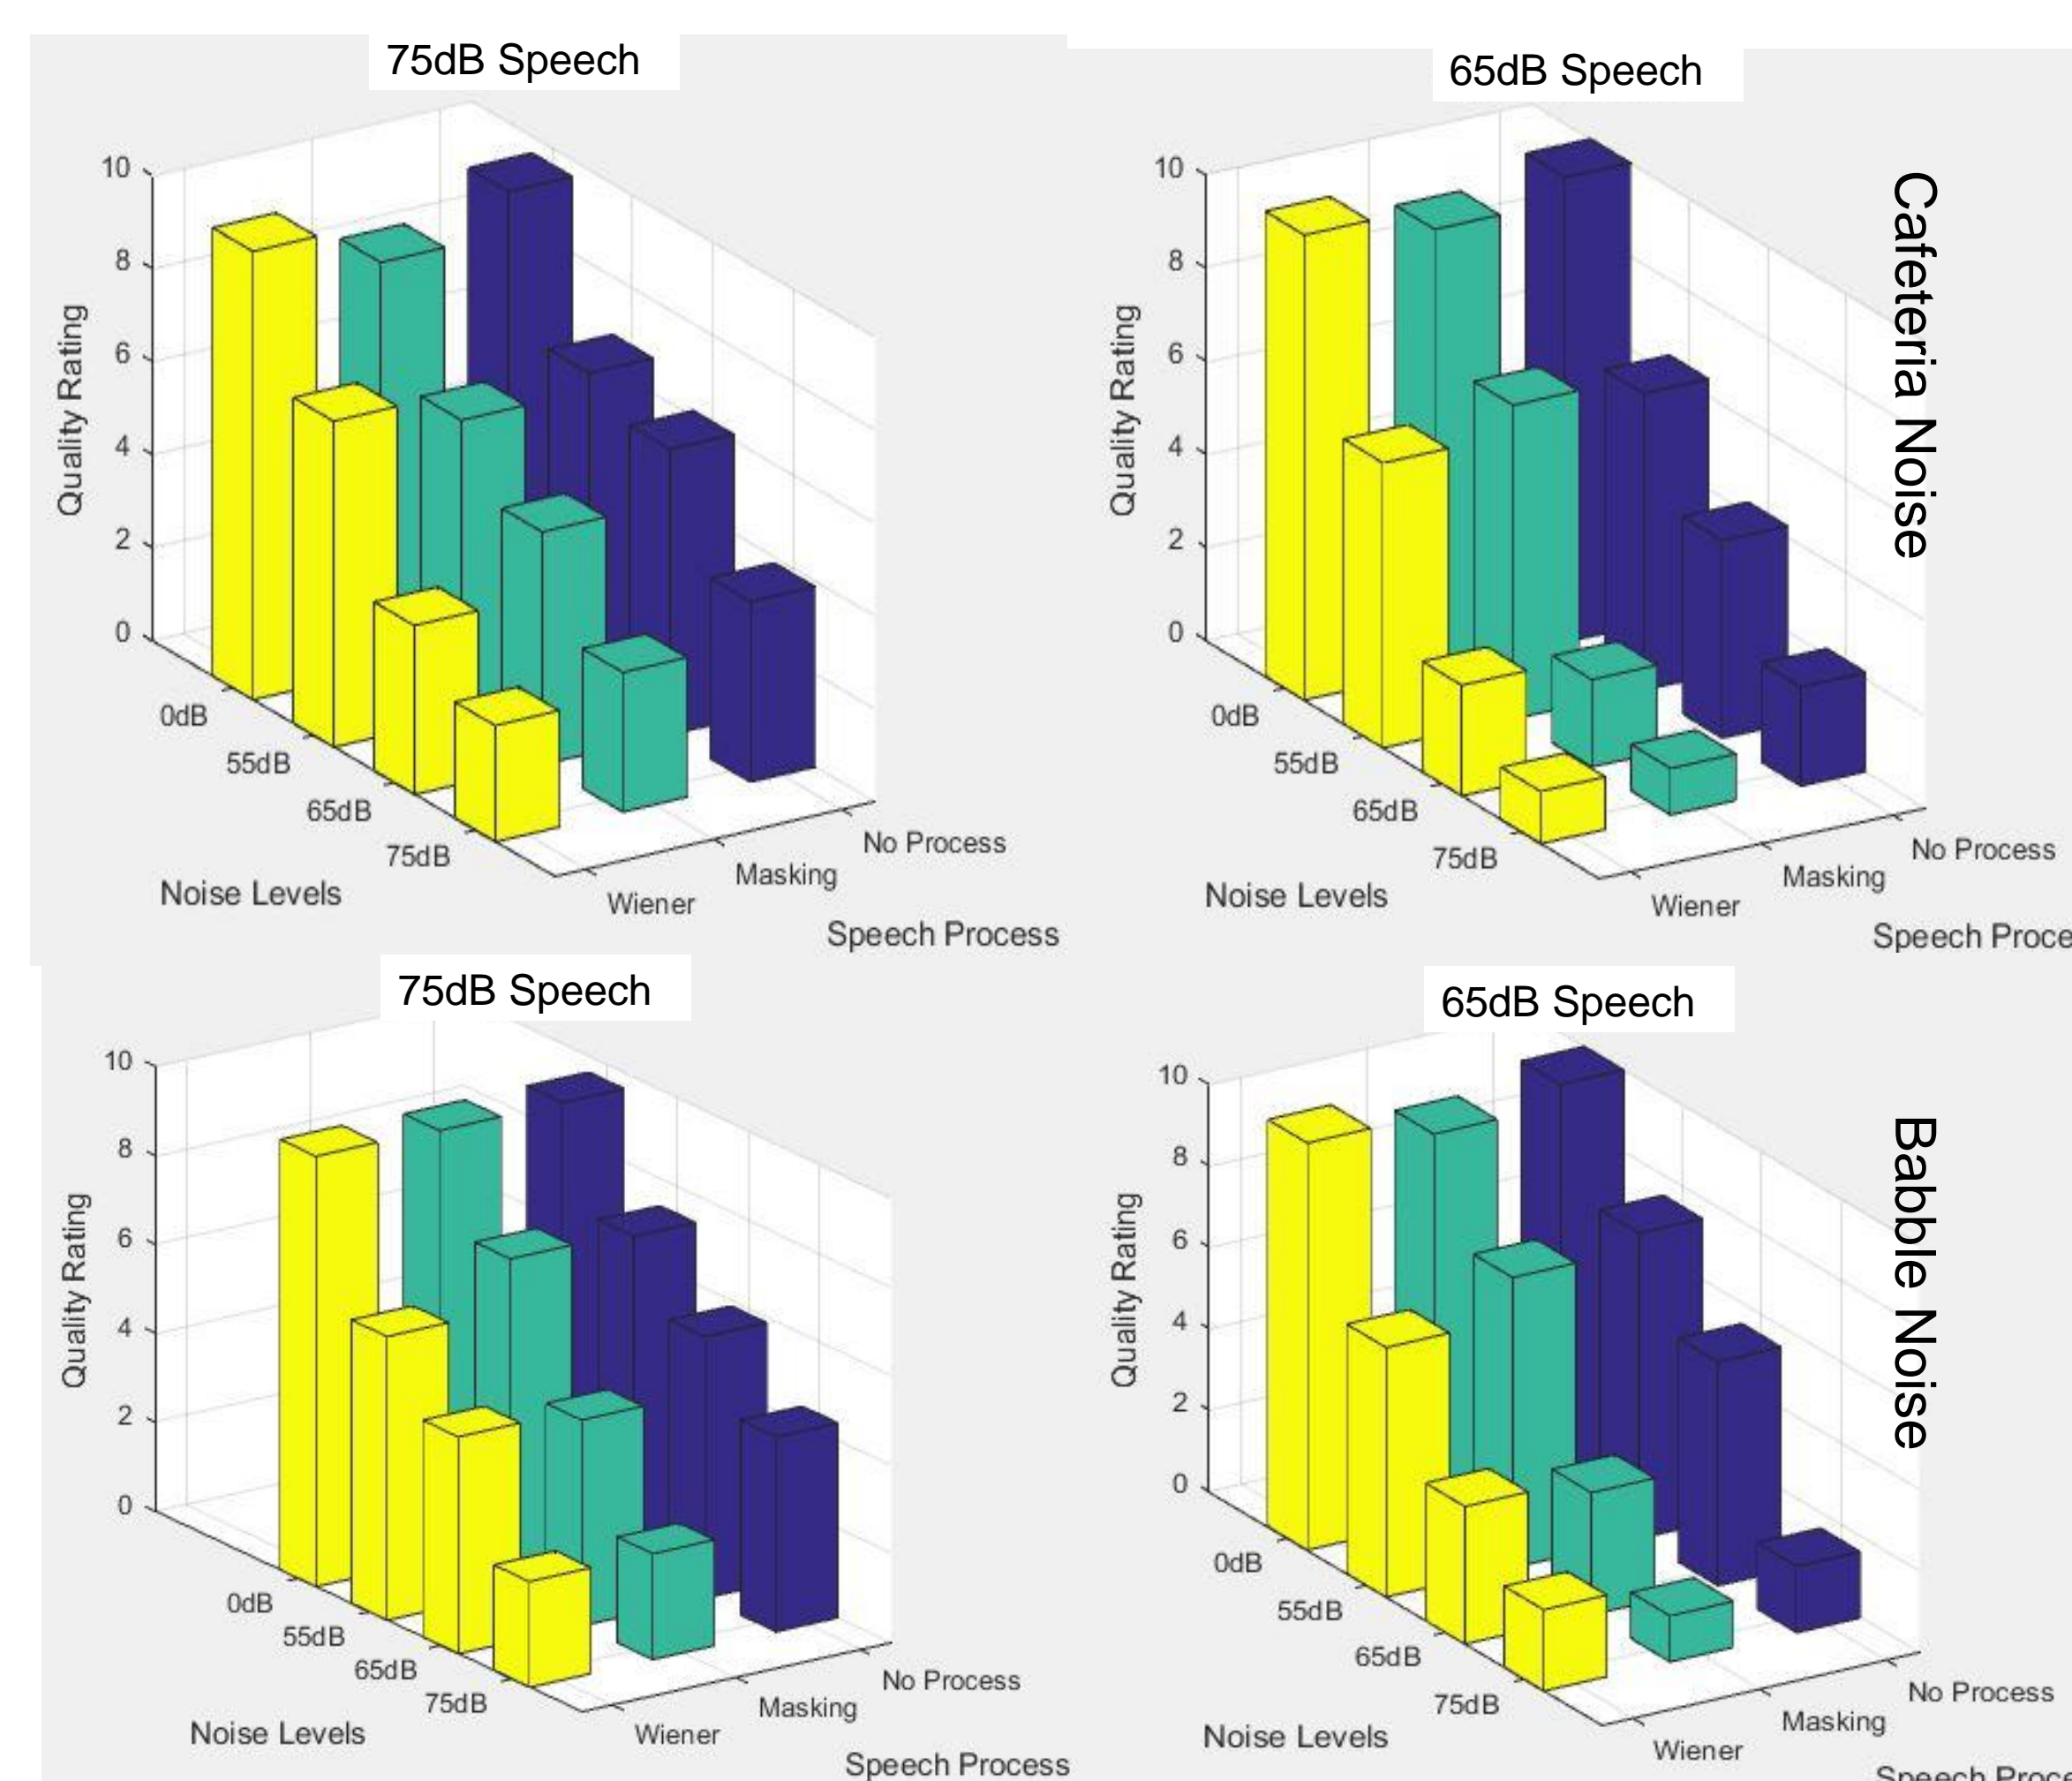 75dB Speech
65dB Speech
10
8
6
4
2
0
Quality Rating
0dB
55dB
65dB
75dB
Noise Levels
Wiener
Masking
No Process
Speech Process
10
8
6
4
2
0
Quality Rating
0dB
55dB
65dB
75dB
Noise Levels
Wiener
Masking
No Process
Speech Proce
Cafeteria Noise
75dB Speech
65dB Speech
10
8
6
4
2
0
Quality Rating
0dB
55dB
65dB
75dB
Noise Levels
Wiener
Masking
No Process
Speech Process
10
8
6
4
2
0
Quality Rating
0dB
55dB
65dB
75dB
Noise Levels
Wiener
Masking
No Process
Speech Proce
Babble Noise